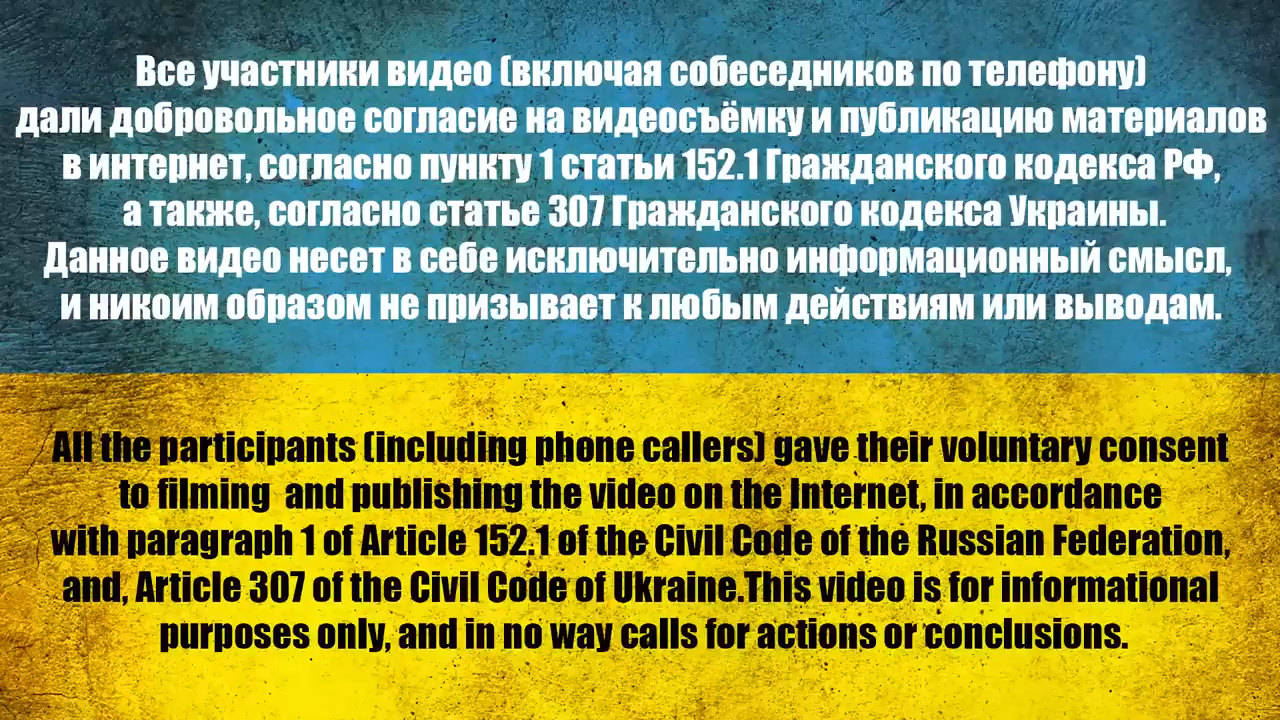 Все участники видео (включая собеседников по телефону)
дали добровольное согласие на видеосъёмку и публикацию материалов
в интернет, согласно пункту 1 статьи 152.1 Гражданского кодекса РФ,
а также, согласно статье 307 Гражданского кодекса Украины.
Данное видео несет в себе исключительно информационный смысл,
и никоим образом не призывает к любым действиям или выводам.
All the participants (including phone callers) gave their voluntary consent
to filming and publishing the video on the Internet, in accordance
with paragraph 1 of Article 152.1 of the Civil Code of the Russian Federation,
and, Article 307 of the Civil Code of Ukraine.This video is for informational
purposes only, and in no way calls for actions or conclusions.